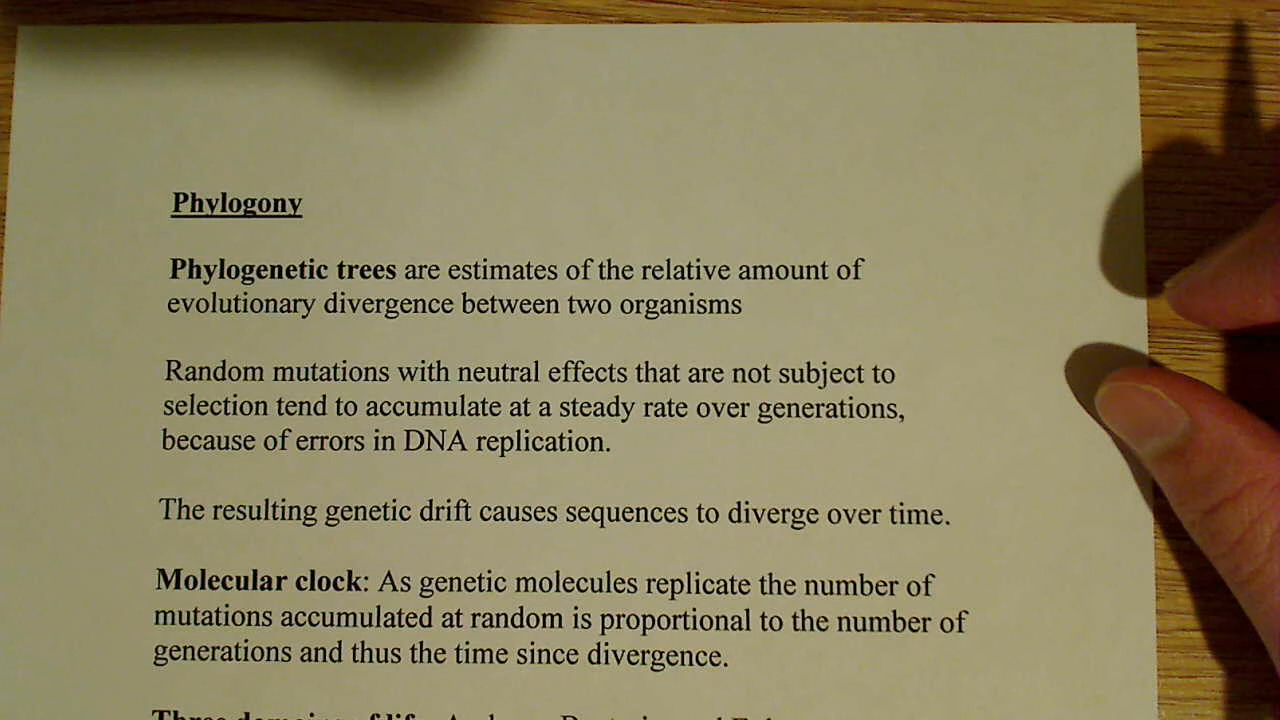 Phylogony
Phylogenetic trees are estimates of the relative amount of
evolutionary divergence between two organisms
Random mutations with neutral effects that are not subject to
selection tend to accumulate at a steady rate over generations,
because of errors in DNA replication.
The resulting genetic drift causes sequences to diverge over time.
Molecular clock: As genetic molecules replicate the number of
mutations accumulated at random is proportional to the number of
generations and thus the time since divergence.
Three domains of life